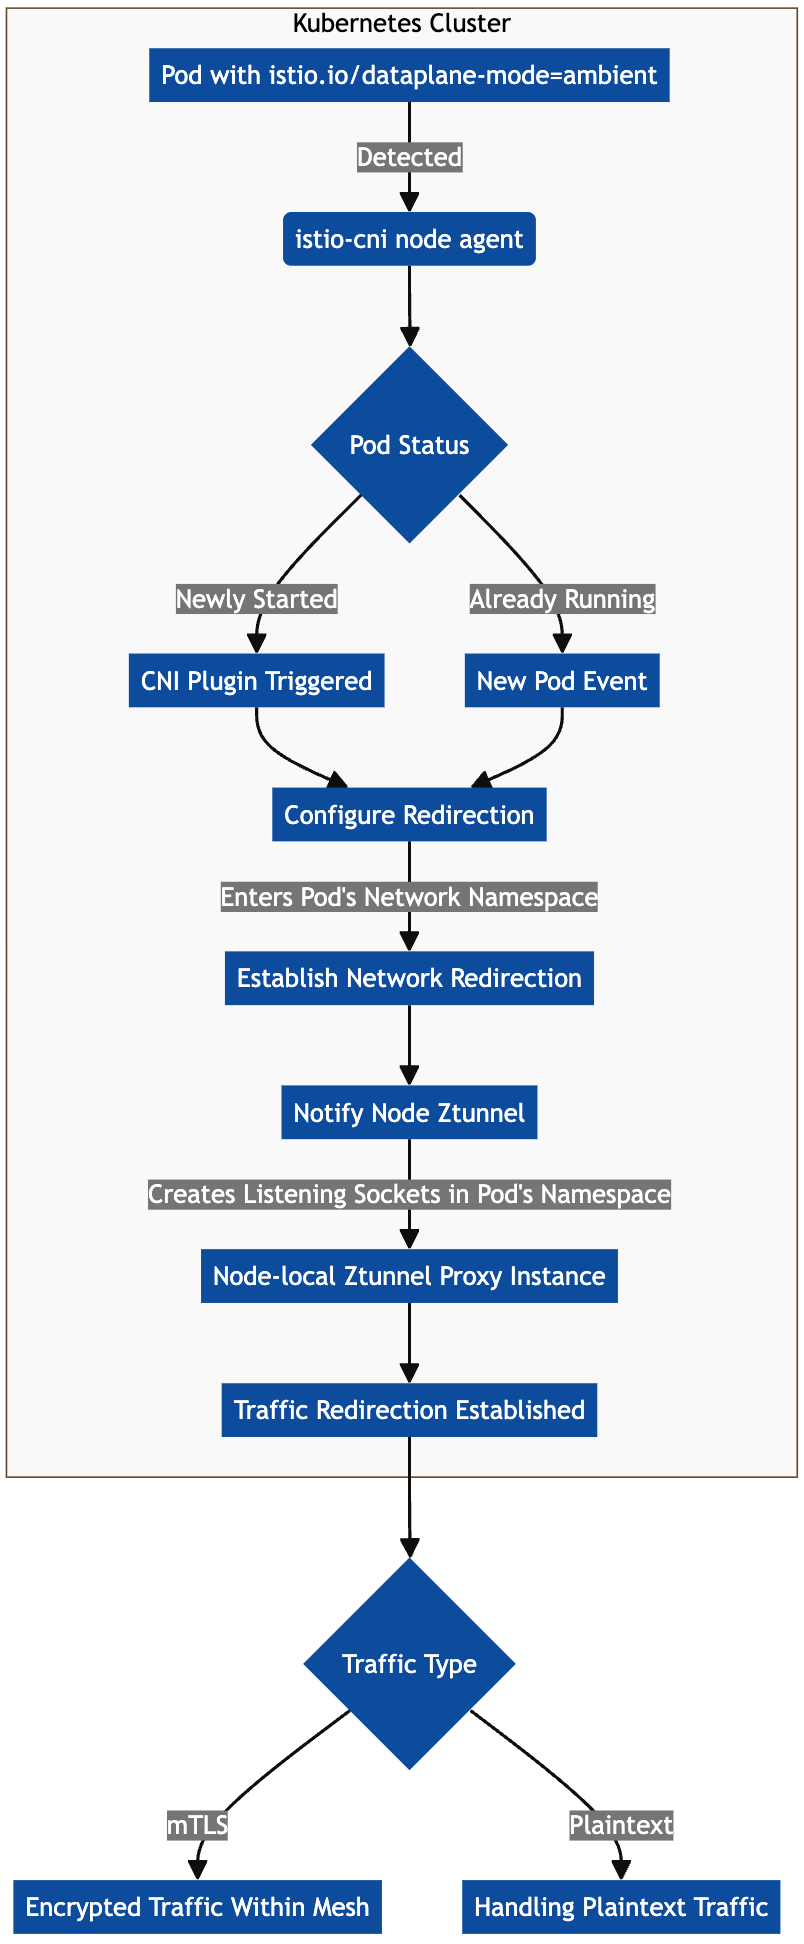 Kubernetes Cluster
Pod with istio.io/dataplane-mode=ambient
Detected
istio-cni node agent
Pod Status
Newly Started
Already Running
CNI Plugin Triggered
New Pod Event
Configure Redirection
Enters Pod's Network Namespace
Establish Network Redirection
Notify Node Ztunnel
Creates Listening Sockets in Pod's Namespace
Node-local Ztunnel Proxy Instance
Traffic Redirection Established
Traffic Type
mTLS
Plaintext
Encrypted Traffic Within Mesh
Handling Plaintext Traffic